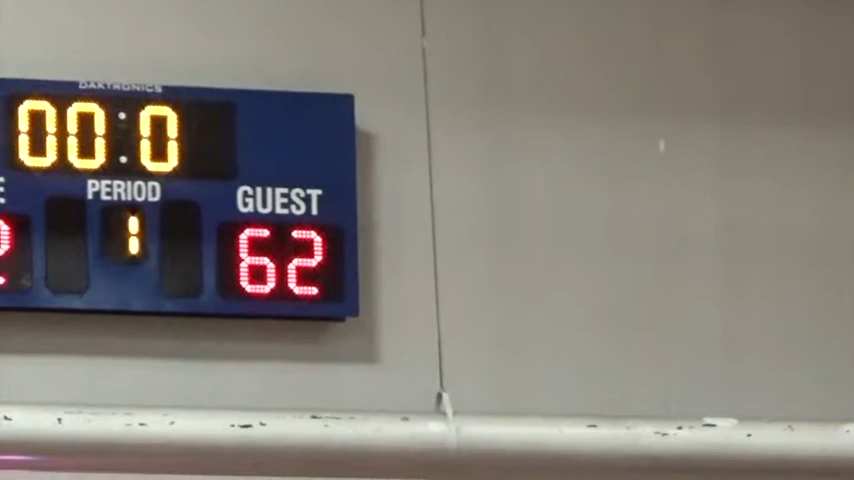 DAKTRONICS
00:0
PERIOD
GUEST
1
62